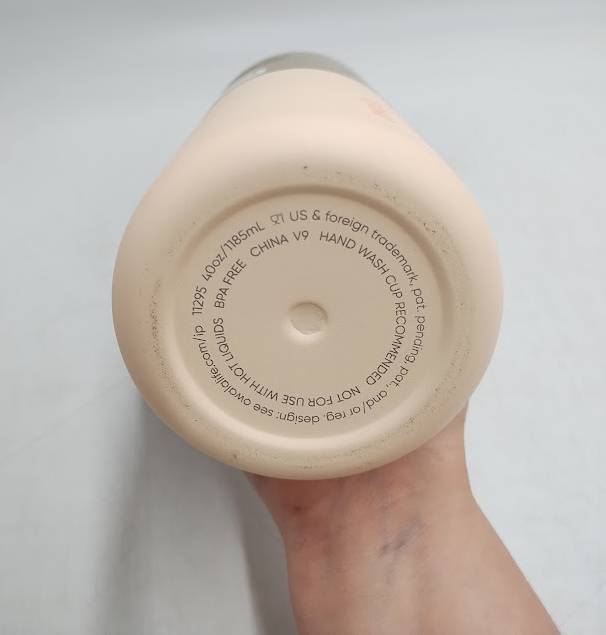 11295 40oz/1185mL US & foreign trademark, pat. pending, pat., and/or reg. design: see owalalife.com/ip
BPA FREE CHINA V9 HAND WASH CUP RECOMMENDED NOT FOR USE WITH HOT LIQUIDS